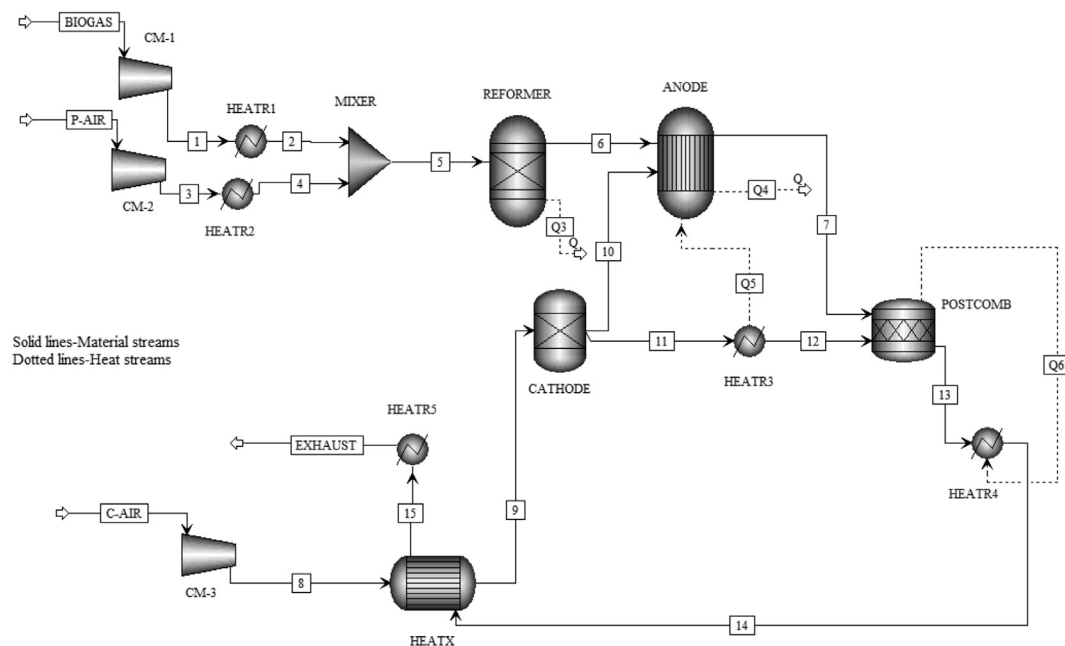 BIOGAS
CM-1
P-AIR
CM-2
1
HEATR1
2
3
HEATR2
4
MIXER
5
REFORMER
6
Q3
Q
ANODE
Q4
Q
7
10
Q5
POSTCOMB
Q6
Solid lines-Material streams
Dotted lines-Heat streams
CATHODE
11
HEATR3
12
13
HEATR4
HEATR5
EXHAUST
15
9
C-AIR
CM-3
8
HEATX
14